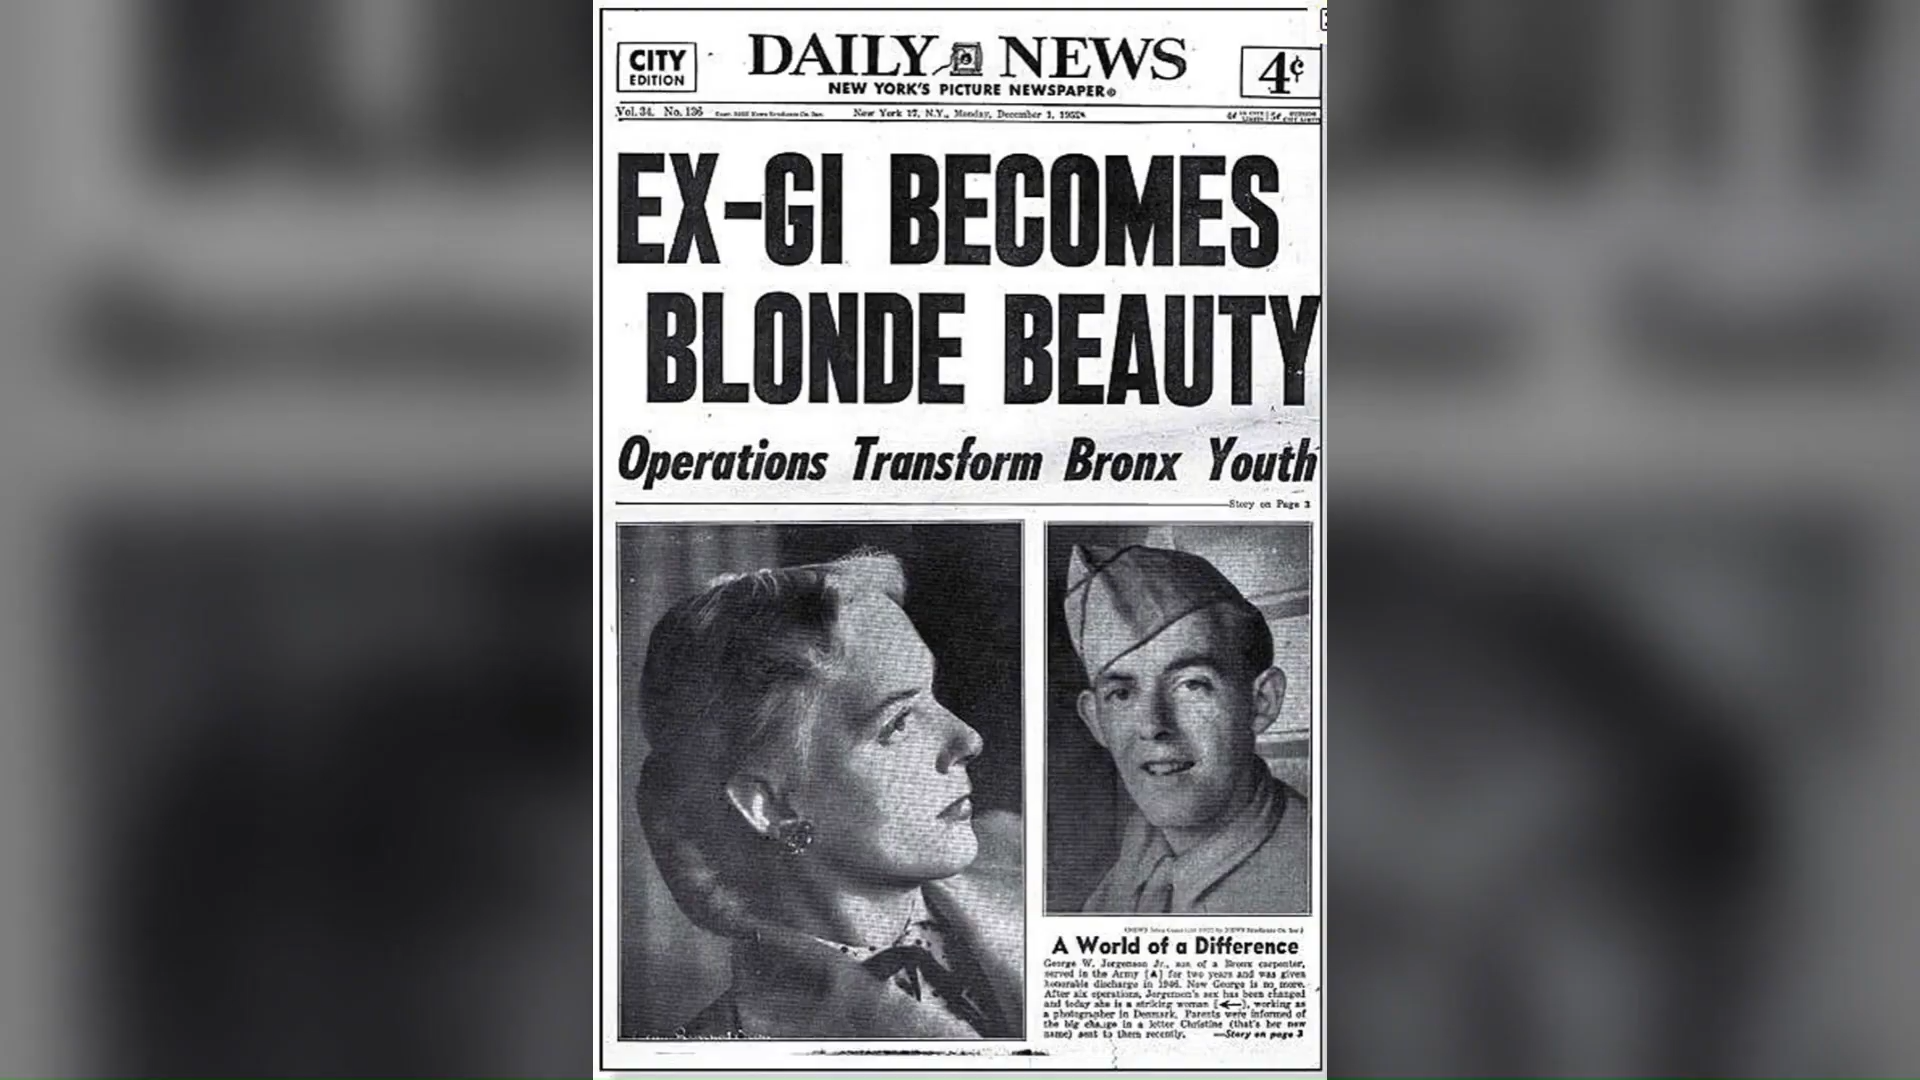 CITY
EDITION
DAILY NEWS
NEW YORK'S PICTURE NEWSPAPER
4¢
Vol. 34. No. 136
New York 17, N.Y., Monday, December 1, 1952
EX-GI BECOMES
BLONDE BEAUTY
Operations Transform Bronx Youth
Story on Page 3
A World of a Difference
George W. Jorgensen Jr., son of a Bronx carpenter,
served in the Army (▲) for two years and was given
honorable discharge in 1946. Now George is no more.
After six operations, Jorgensen's sex has been changed
and today she is a striking woman (←), working as
a photographer in Denmark. Parents were informed of
the big change in a letter Christine (that's her new
name) sent to them recently. —Story on page 3